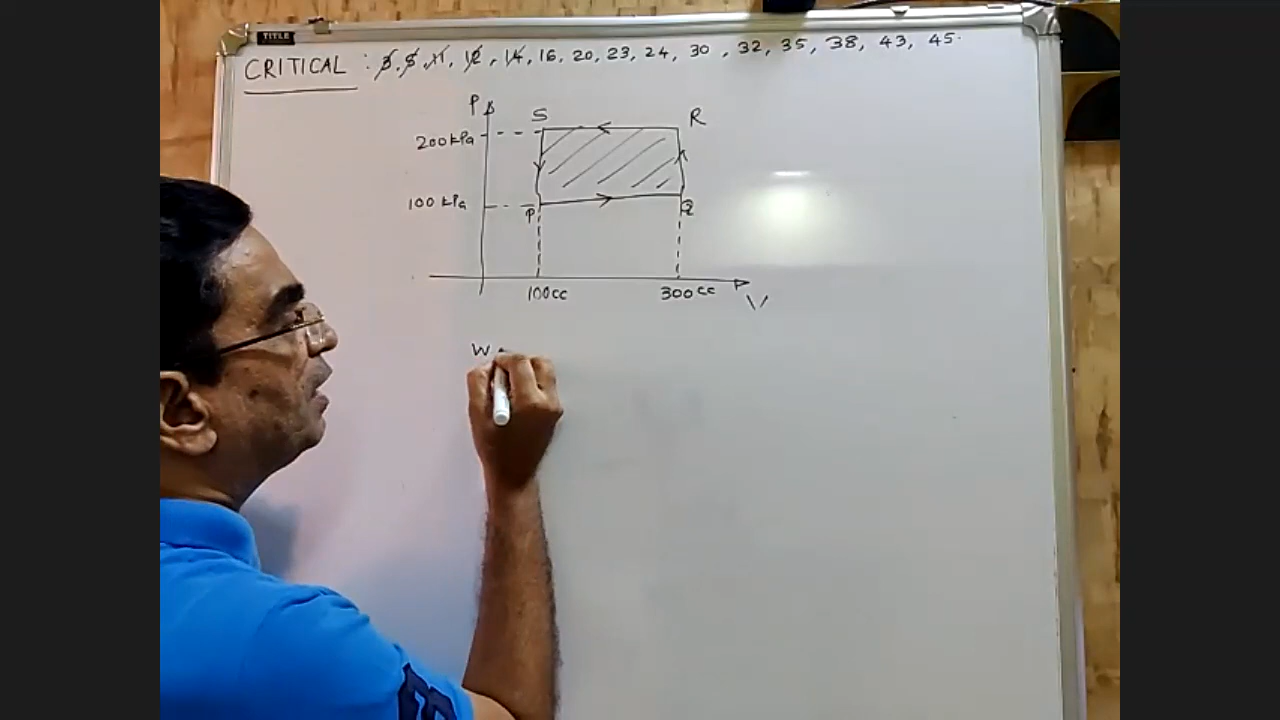 TITLE
CRITICAL : 3, 5, 11, 12, 14, 16, 20, 23, 24, 30, 32, 35, 38, 43, 45.
P
S
R
200 kPa
100 kPa
P
Q
100cc
300cc
V
W